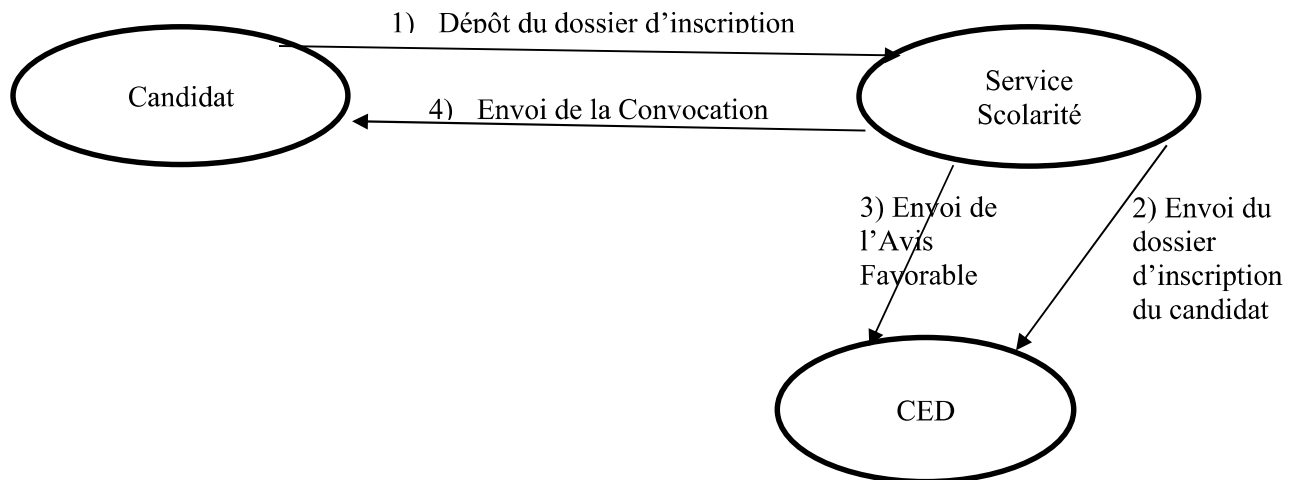 1) Dépôt du dossier d’inscription
Candidat
Service
Scolarité
4) Envoi de la Convocation
3) Envoi de
l’Avis
Favorable
2) Envoi du
dossier
d’inscription
du candidat
CED